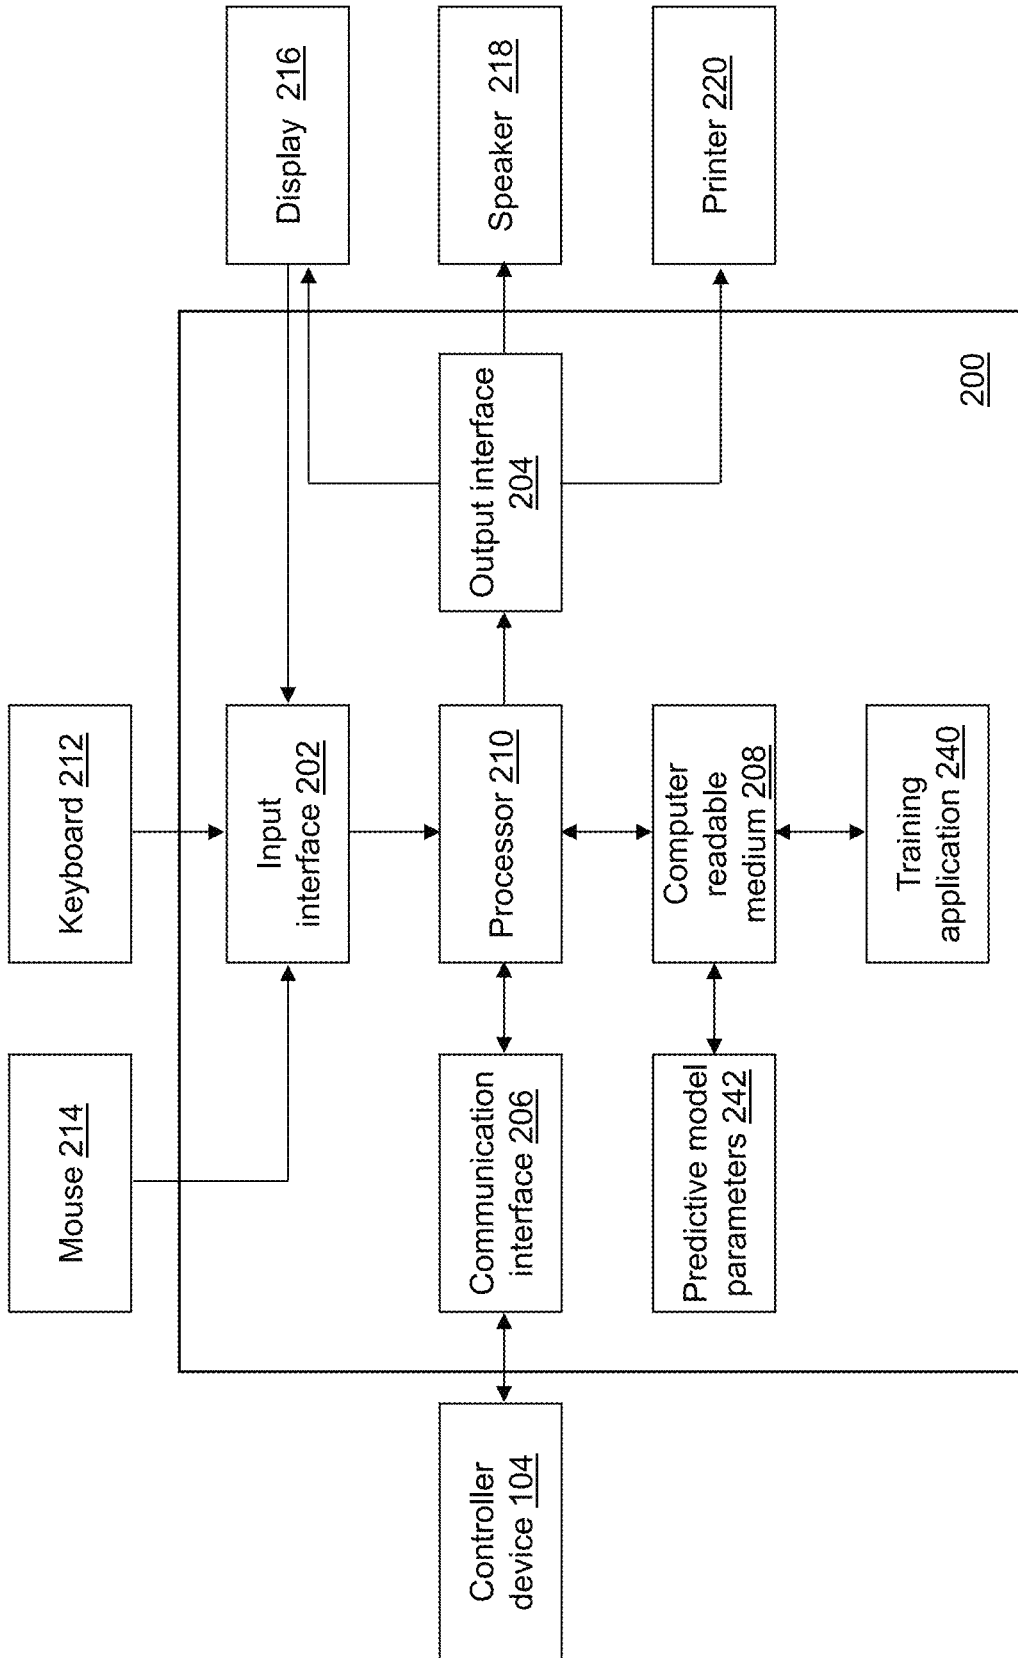 Mouse 214
Keyboard 212
Display 216
Input
interface 202
Controller
device 104
Communication
interface 206
Processor 210
Output interface
204
Speaker 218
Predictive model
parameters 242
Computer
readable
medium 208
Printer 220
Training
application 240
200